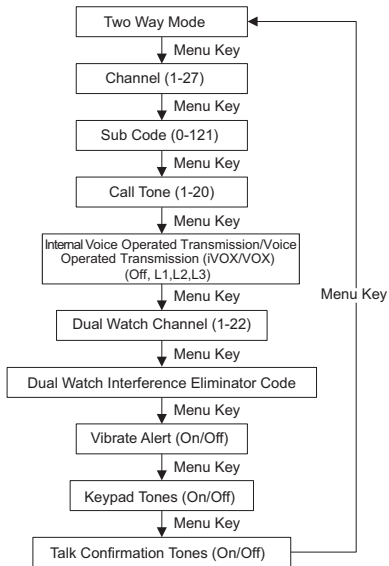 Two Way Mode
Menu Key
Channel (1-27)
Menu Key
Sub Code (0-121)
Menu Key
Call Tone (1-20)
Menu Key
Internal Voice Operated Transmission/Voice
Operated Transmission (iVOX/VOX)
(Off, L1,L2,L3)
Menu Key
Menu Key
Dual Watch Channel (1-22)
Menu Key
Dual Watch Interference Eliminator Code
Menu Key
Vibrate Alert (On/Off)
Menu Key
Keypad Tones (On/Off)
Menu Key
Talk Confirmation Tones (On/Off)